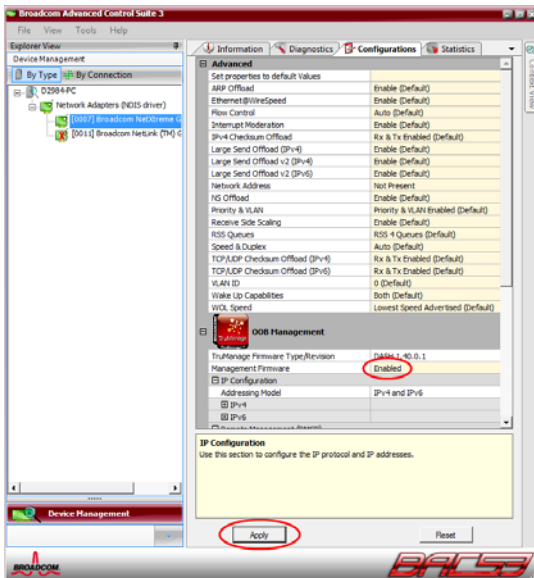 Broadcom Advanced Control Suite 3
File View Tools Help
Explorer View
Device Management
By Type By Connection
D2984-PC
Network Adapters (NDIS driver)
[0007] Broadcom NetXtreme G
[0011] Broadcom NetLink (TM) G
Device Management
Information Diagnostics Configurations Statistics
Context View
Advanced
Set properties to default Values
ARP Offload Enable (Default)
Ethernet@WireSpeed Enable (Default)
Flow Control Auto (Default)
Interrupt Moderation Enable (Default)
IPv4 Checksum Offload Rx & Tx Enabled (Default)
Large Send Offload (IPv4) Enable (Default)
Large Send Offload v2 (IPv4) Enable (Default)
Large Send Offload v2 (IPv6) Enable (Default)
Network Address Not Present
NS Offload Enable (Default)
Priority & VLAN Priority & VLAN Enabled (Default)
Receive Side Scaling Enable (Default)
RSS Queues RSS 4 Queues (Default)
Speed & Duplex Auto (Default)
TCP/UDP Checksum Offload (IPv4) Rx & Tx Enabled (Default)
TCP/UDP Checksum Offload (IPv6) Rx & Tx Enabled (Default)
VLAN ID 0 (Default)
Wake Up Capabilities Both (Default)
WOL Speed Lowest Speed Advertised (Default)
TruManage
OOB Management
TruManage Firmware Type/Revision DASH 1.40.0.1
Management Firmware Enabled
IP Configuration
Addressing Model IPv4 and IPv6
IPv4
IPv6
IP Configuration
Use this section to configure the IP protocol and IP addresses.
Apply Reset
BROADCOM
BACS3